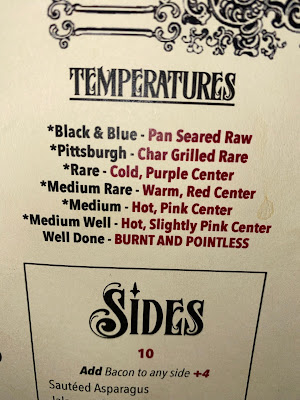 TEMPERATURES
*Black & Blue - Pan Seared Raw
*Pittsburgh - Char Grilled Rare
*Rare - Cold, Purple Center
*Medium Rare - Warm, Red Center
*Medium - Hot, Pink Center
*Medium Well - Hot, Slightly Pink Center
Well Done - BURNT AND POINTLESS
SIDES
10
Add Bacon to any side +4
Sautéed Asparagus